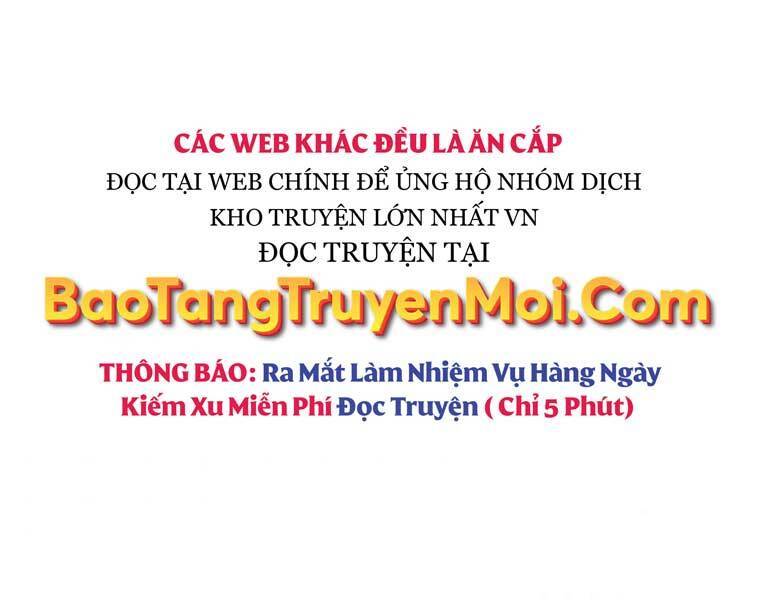 CÁC WEB KHÁC ĐỀU LÀ ĂN CẮP
ĐỌC TẠI WEB CHÍNH ĐỂ ỦNG HỘ NHÓM DỊCH
KHO TRUYỆN LỚN NHẤT VN
ĐỌC TRUYỆN TẠI
BaoTangTruyenMoi.Com
THÔNG BÁO: Ra Mắt Làm Nhiệm Vụ Hàng Ngày
Kiếm Xu Miễn Phí Đọc Truyện ( Chỉ 5 Phút)